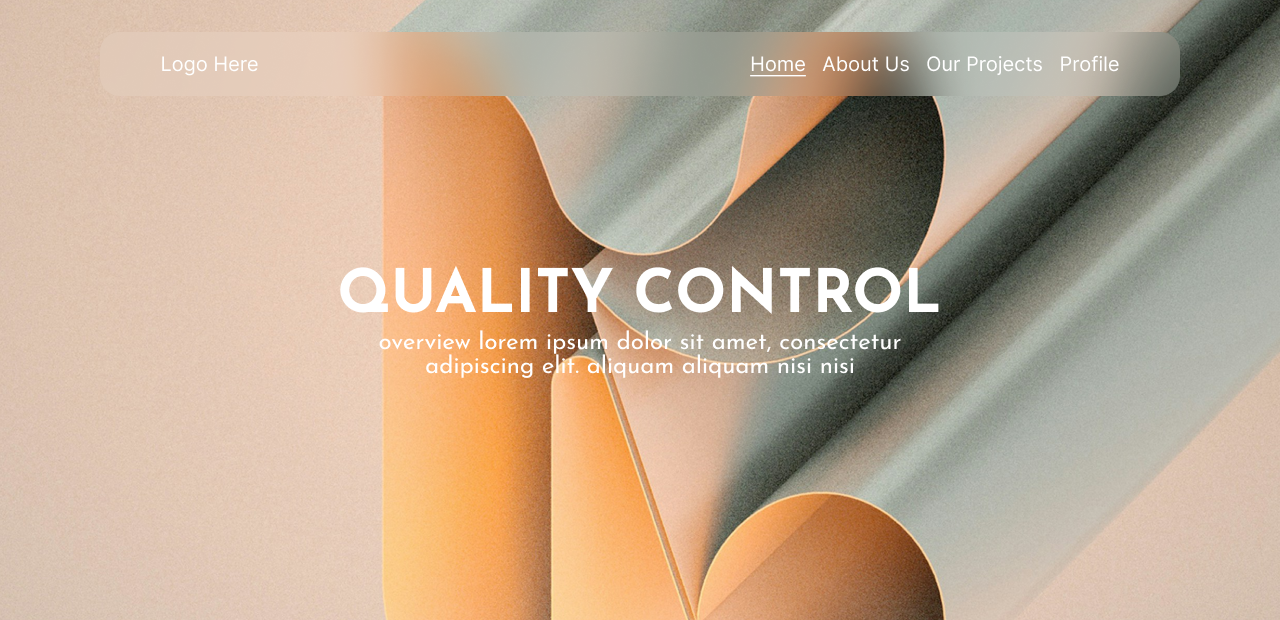 Logo Here
Home About Us Our Projects Profile
QUALITY CONTROL
overview lorem ipsum dolor sit amet, consectetur
adipiscing elit. aliquam aliquam nisi nisi